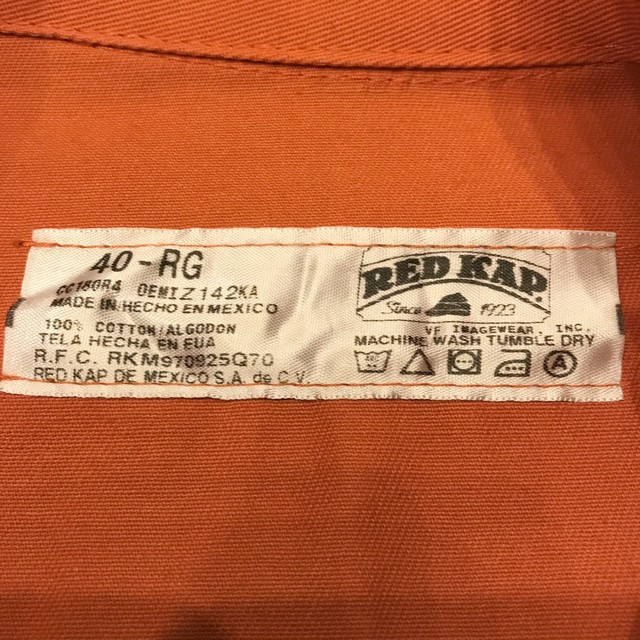 40-RG
CC180R4 OEMIZ142KA
MADE IN/HECHO EN MEXICO
100% COTTON/ALGODON
TELA HECHA EN EUA
R.F.C. RKM970925Q70
RED KAP DE MEXICO S.A. de C.V.
RED KAP.
Since 1923
VF IMAGEWEAR, INC.
MACHINE WASH TUMBLE DRY
A